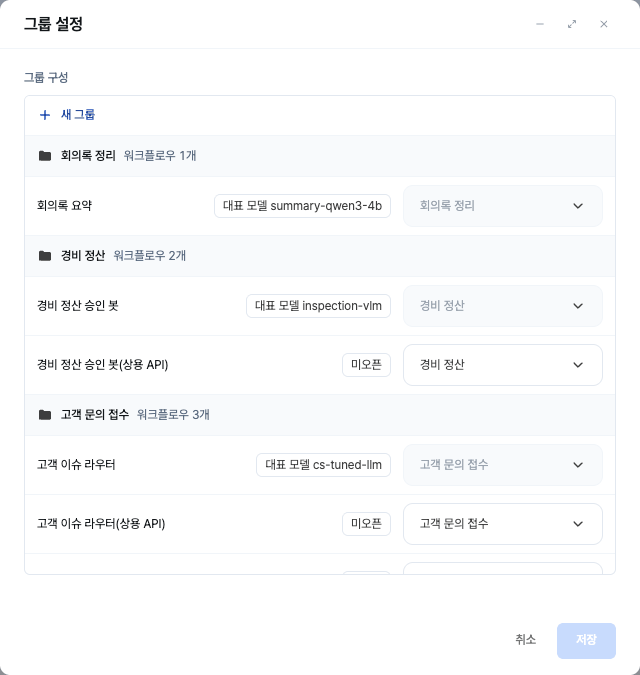 그룹 설정
그룹 구성
새 그룹
회의록 정리 워크플로우 1개
회의록 요약 대표 모델 summary-qwen3-4b 회의록 정리
경비 정산 워크플로우 2개
경비 정산 승인 봇 대표 모델 inspection-vlm 경비 정산
경비 정산 승인 봇(상용 API) 미오픈 경비 정산
고객 문의 접수 워크플로우 3개
고객 이슈 라우터 대표 모델 cs-tuned-llm 고객 문의 접수
고객 이슈 라우터(상용 API) 미오픈 고객 문의 접수
취소 저장